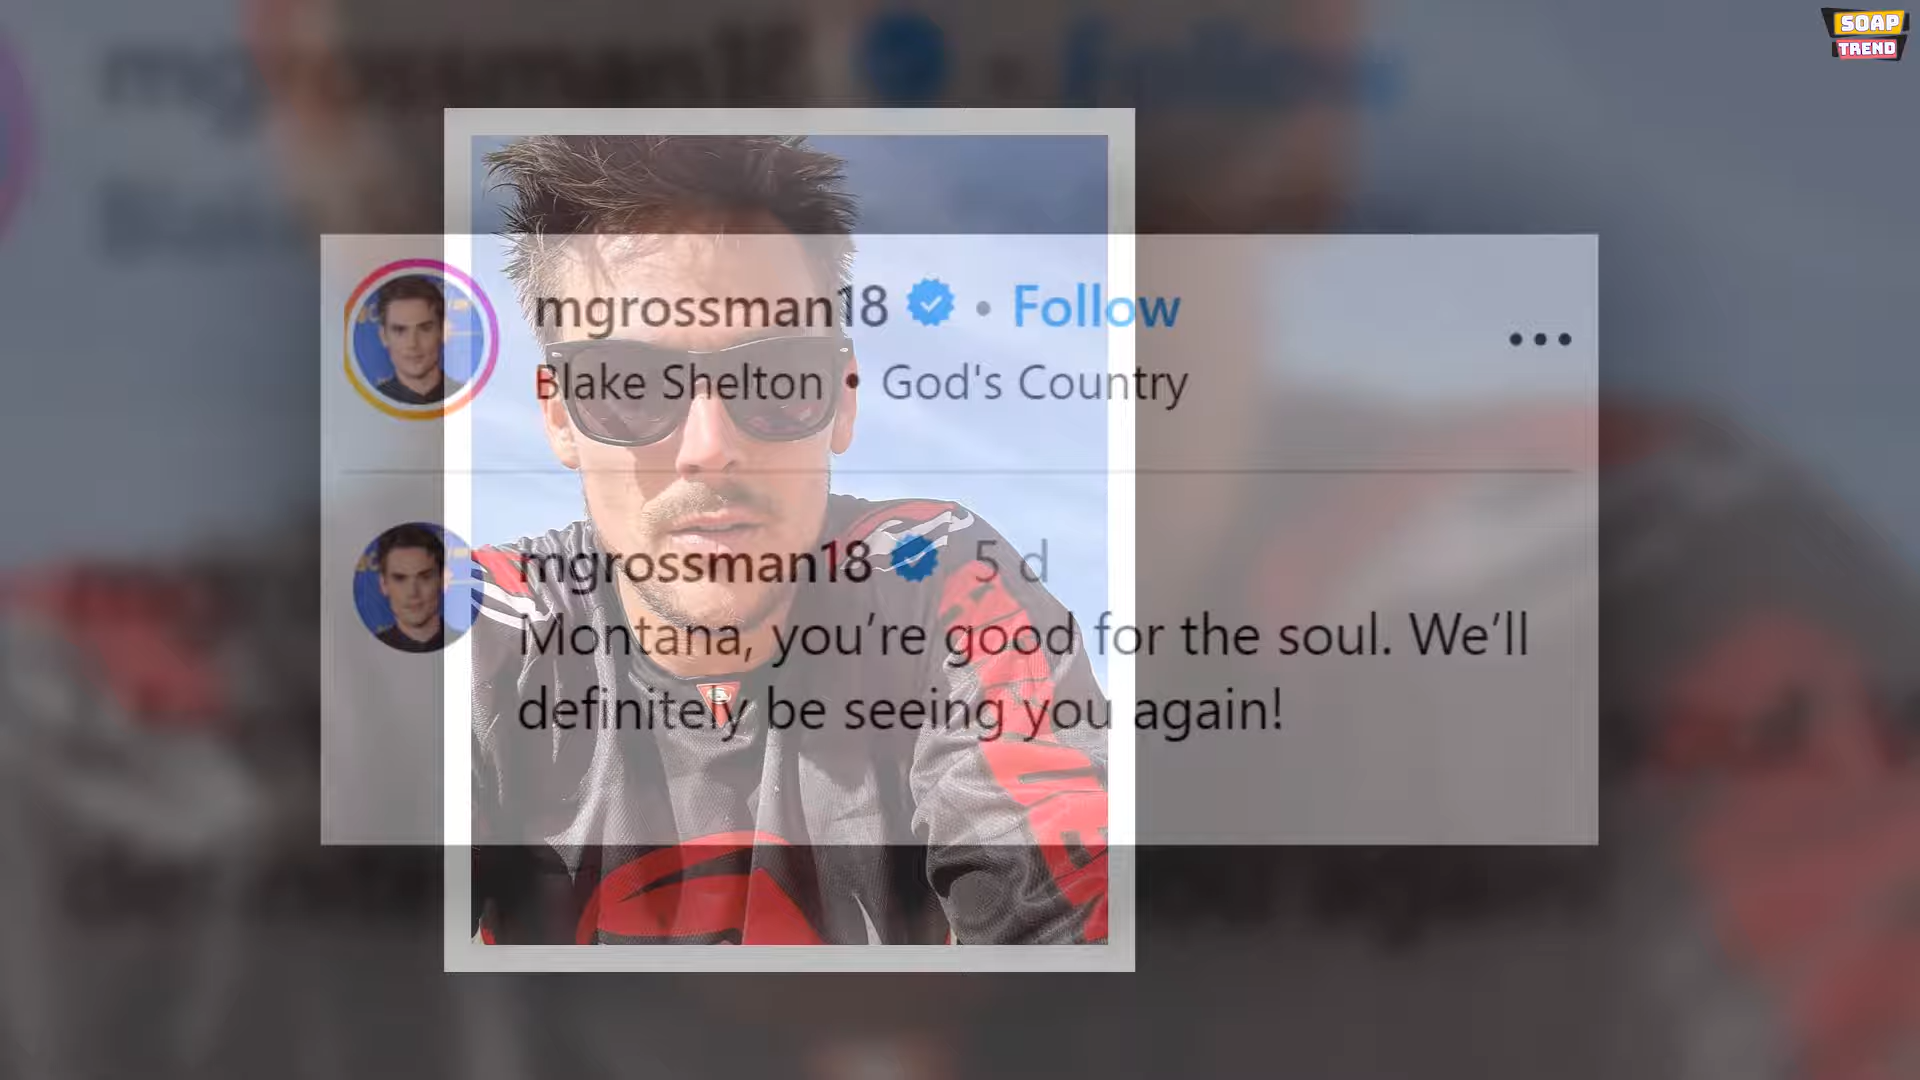 SOAP
TREND
mgrossman18 • Follow
Blake Shelton • God's Country
mgrossman18 5 d
Montana, you’re good for the soul. We’ll
definitely be seeing you again!